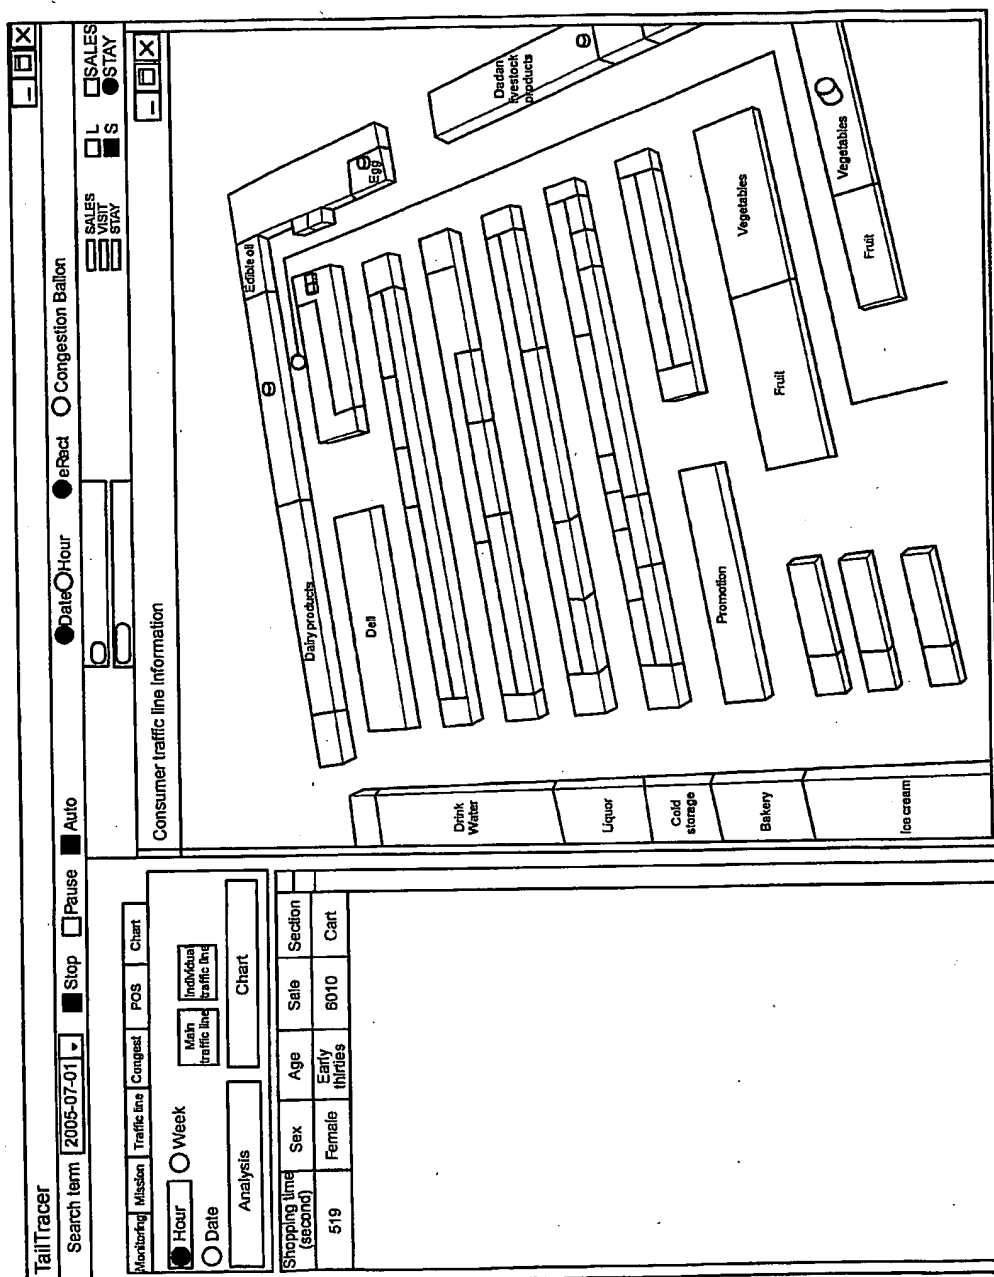 TailTracer
Search term 2005-07-01 Stop Pause Auto Date Hour eRect Congestion Ballon
SALES
VISIT
STAY
L
S
SALES
STAY
Monitoring Mission Traffic line Congest POS Chart
Hour Week
Date
Main
traffic line
Individual
traffic line
Analysis
Chart
Shopping time
(second)
Sex
Age
Sale
Section
519
Female
Early
thirties
6010
Cart
Consumer traffic line Information
Dairy products
Edible oil
Egg
Dadan
livestock
products
Deli
Drink
Water
Liquor
Cold
storage
Bakery
Ice cream
Promotion
Fruit
Vegetables
Fruit
Vegetables